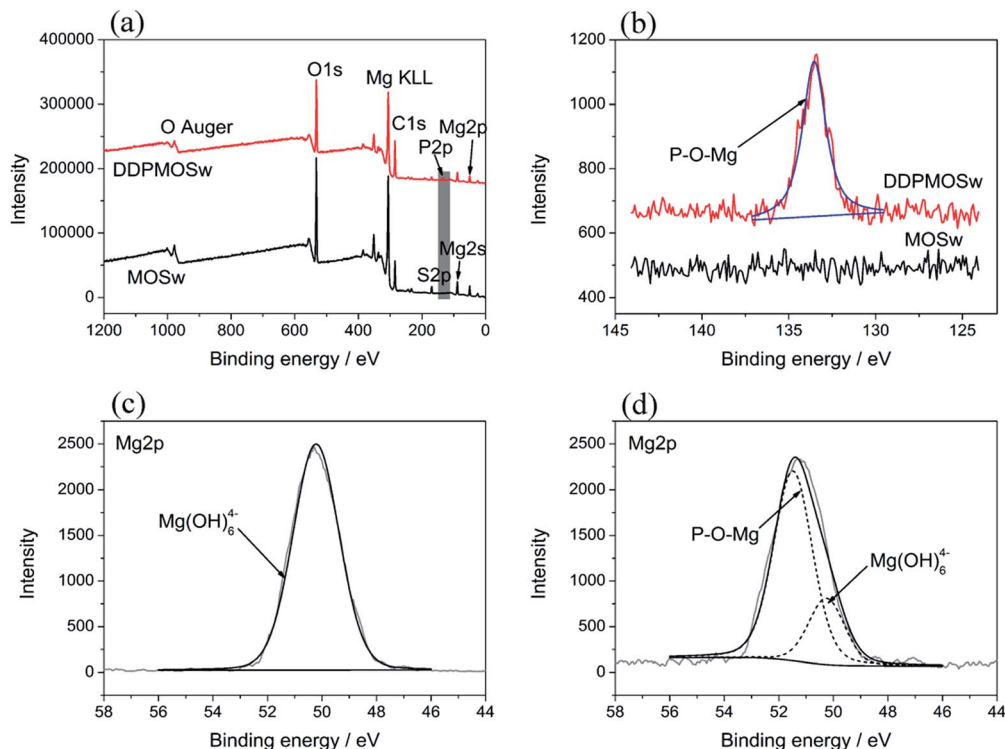 (a)
400000
300000
200000
100000
0
Intensity
O1s
Mg KLL
O Auger
C1s
P2p
Mg2p
DDPMOSw
Mg2s
MOSw
S2p
1200 1000 800 600 400 200 0
Binding energy / eV
(b)
1200
1000
800
600
400
Intensity
P-O-Mg
DDPMOSw
MOSw
145 140 135 130 125
Binding energy / eV
(c)
Mg2p
2500
2000
1500
1000
500
0
Intensity
Mg(OH)₆⁴⁻
58 56 54 52 50 48 46 44
Binding energy / eV
(d)
Mg2p
2500
2000
1500
1000
500
0
Intensity
P-O-Mg
Mg(OH)₆⁴⁻
58 56 54 52 50 48 46 44
Binding energy / eV